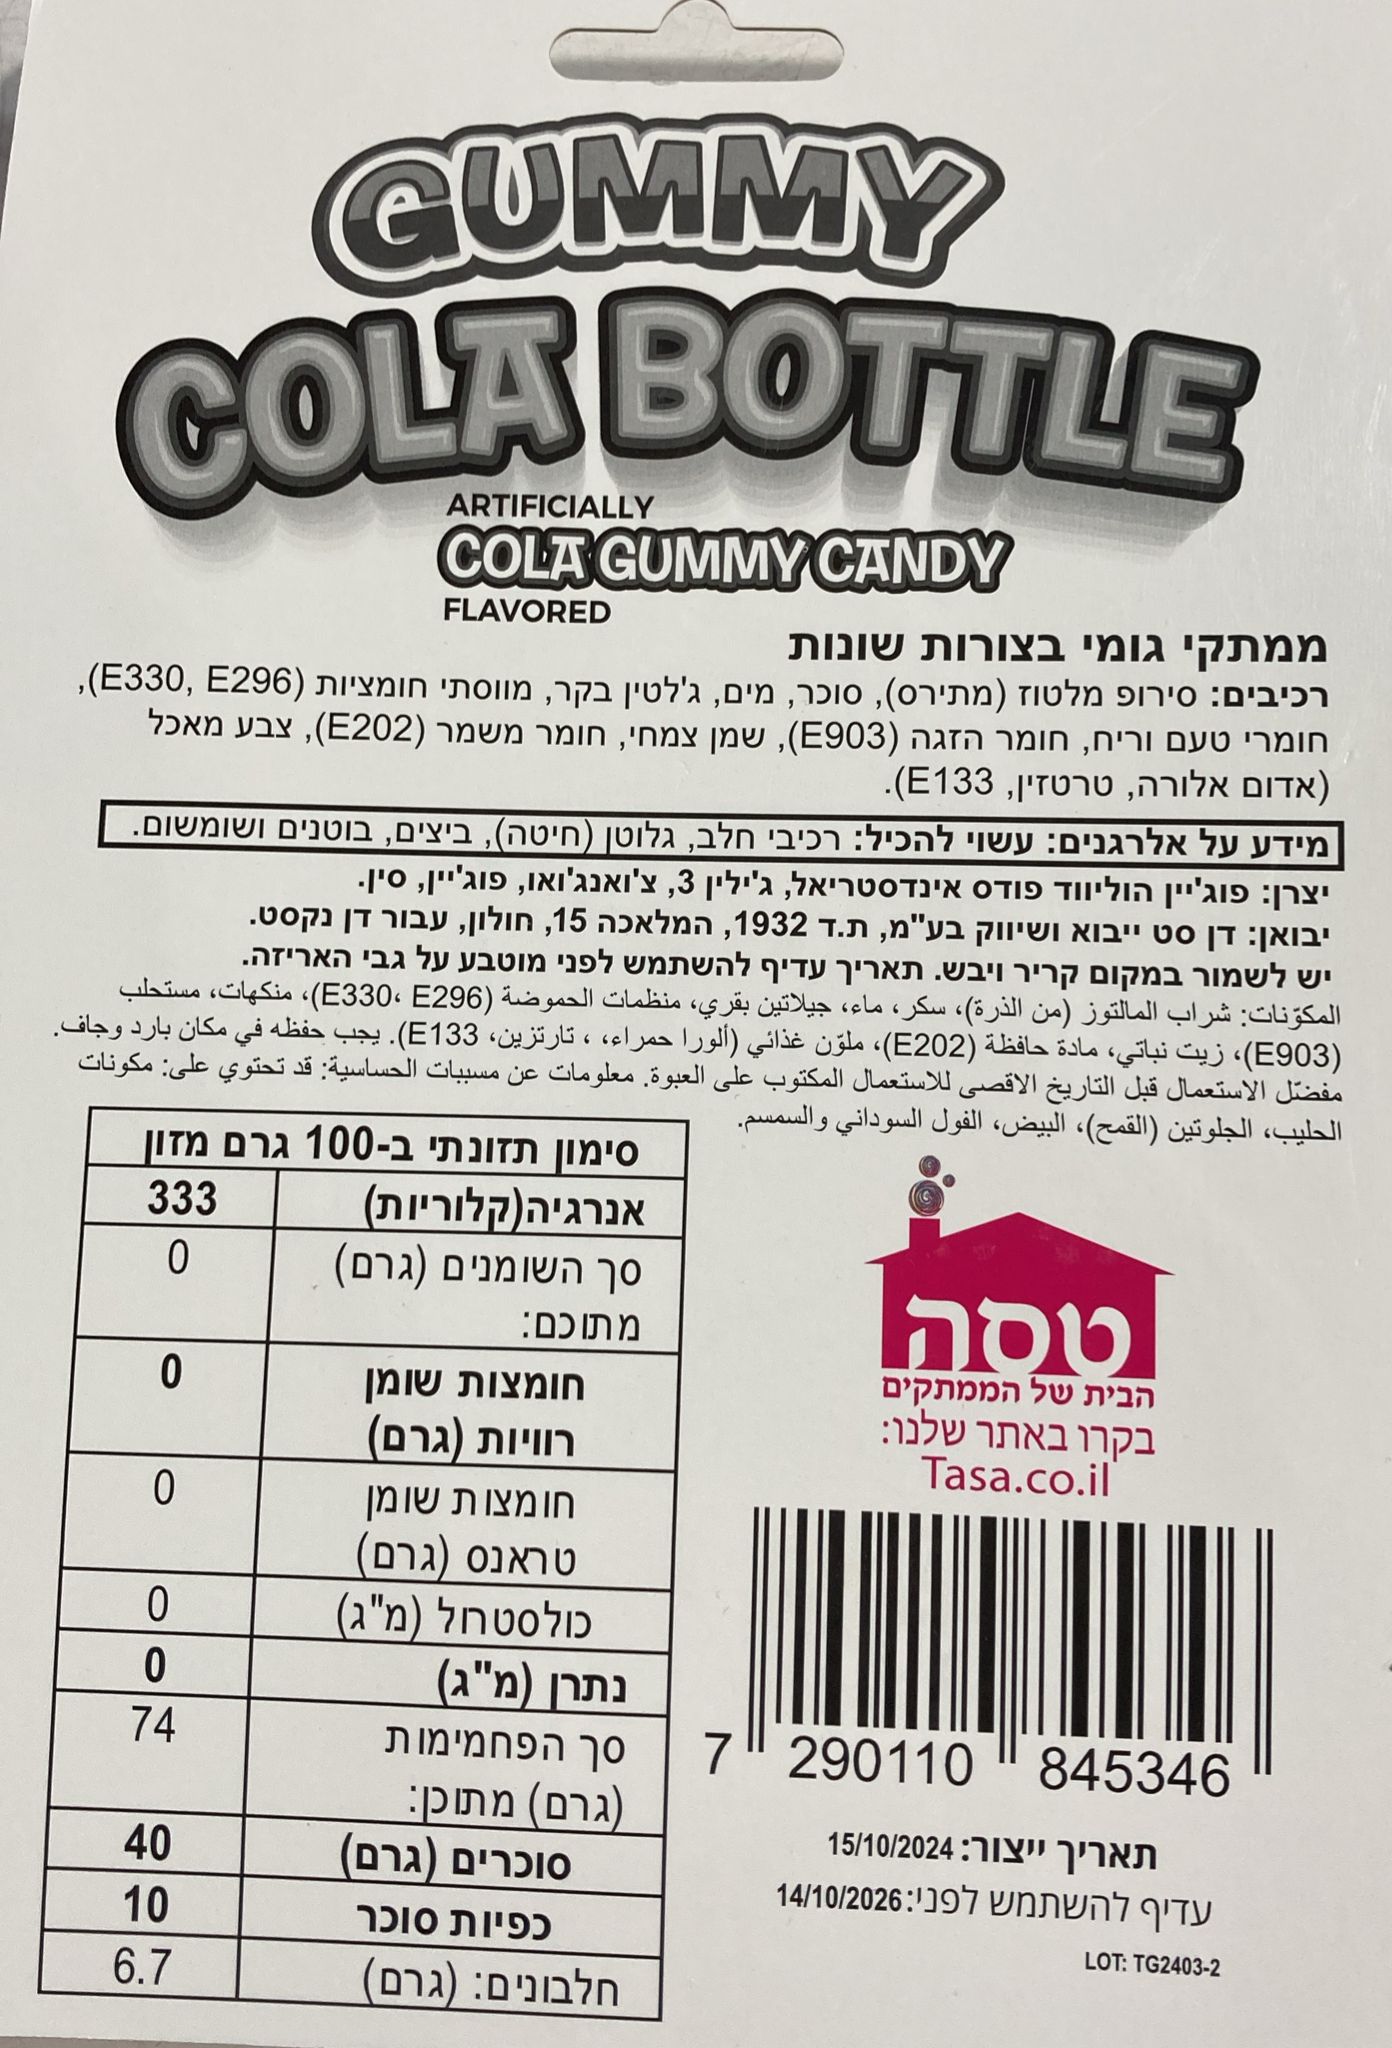 GUMMY
COLA BOTTLE
ARTIFICIALLY
COLA GUMMY CANDY
FLAVORED
ממתקי גומי בצורות שונות
רכיבים: סירופ מלטוז (מתירס), סוכר, מים, ג'לטין בקר, מווסתי חומציות (E330, E296),
חומרי טעם וריח, חומר הזגה (E903), שמן צמחי, חומר משמר (E202), צבע מאכל
(אדום אלורה, טרטזין, E133).
מידע על אלרגנים: עשוי להכיל: רכיבי חלב, גלוטן (חיטה), ביצים, בוטנים ושומשום.
יצרן: פוג'יין הוליווד פודס אינדסטריאל, ג'ילין 3, צ'ואנג'ואו, פוג'יין, סין.
יבואן: דן סט ייבוא ושיווק בע"מ, ת.ד 1932, המלאכה 15, חולון, עבור דן נקסט.
יש לשמור במקום קריר ויבש. תאריך עדיף להשתמש לפני מוטבע על גבי האריזה.
المكوّنات: شراب المالتوز (من الذرة)، سكر، ماء، جيلاتين بقري، منظمات الحموضة (E330، E296)، منكهات، مستحلب
(E903)، زيت نباتي، مادة حافظة (E202)، ملوّن غذائي (ألورا حمراء، ، تارتزين، E133). يجب حفظه في مكان بارد وجاف.
مفضّل الاستعمال قبل التاريخ الاقصى للاستعمال المكتوب على العبوة. معلومات عن مسببات الحساسية: قد تحتوي على: مكونات
الحليب، الجلوتين (القمح)، البيض، الفول السوداني والسمسم.
סימון תזונתי ב-100 גרם מזון
אנרגיה(קלוריות) 333
סך השומנים (גרם) 0
מתוכם:
חומצות שומן 0
רוויות (גרם)
חומצות שומן 0
טראנס (גרם)
כולסטרול (מ"ג) 0
נתרן (מ"ג) 0
סך הפחמימות 74
(גרם) מתוכן:
סוכרים (גרם) 40
כפיות סוכר 10
חלבונים: (גרם) 6.7
טסה
הבית של הממתקים
בקרו באתר שלנו:
Tasa.co.il
7 290110 845346
תאריך ייצור: 15/10/2024
עדיף להשתמש לפני:14/10/2026
LOT: TG2403-2